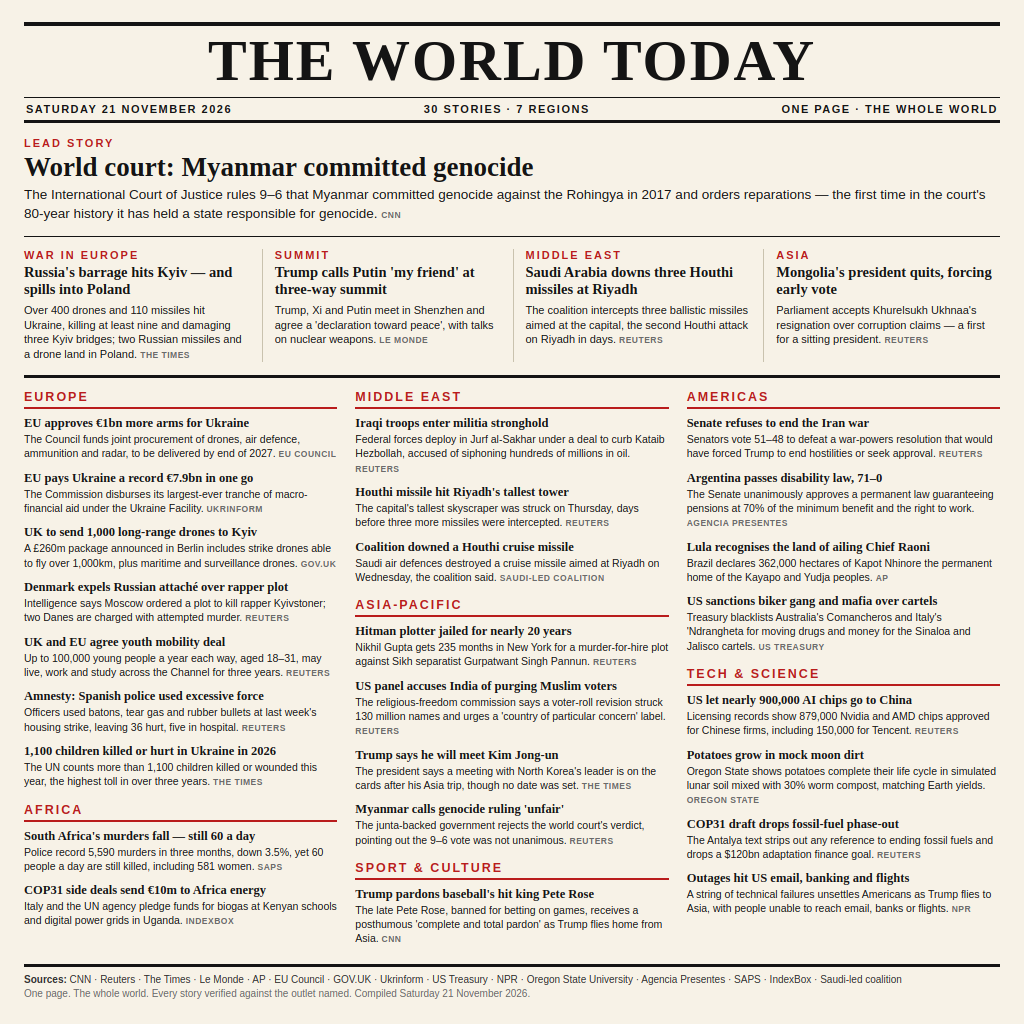 THE WORLD TODAY
SATURDAY 21 NOVEMBER 2026
30 STORIES · 7 REGIONS
ONE PAGE · THE WHOLE WORLD
LEAD STORY
World court: Myanmar committed genocide
The International Court of Justice rules 9–6 that Myanmar committed genocide against the Rohingya in 2017 and orders reparations — the first time in the court's
80-year history it has held a state responsible for genocide. CNN
WAR IN EUROPE
Russia's barrage hits Kyiv — and
spills into Poland
Over 400 drones and 110 missiles hit
Ukraine, killing at least nine and damaging
three Kyiv bridges; two Russian missiles and
a drone land in Poland. THE TIMES
SUMMIT
Trump calls Putin 'my friend' at
three-way summit
Trump, Xi and Putin meet in Shenzhen and
agree a 'declaration toward peace', with talks
on nuclear weapons. LE MONDE
MIDDLE EAST
Saudi Arabia downs three Houthi
missiles at Riyadh
The coalition intercepts three ballistic missiles
aimed at the capital, the second Houthi attack
on Riyadh in days. REUTERS
ASIA
Mongolia's president quits, forcing
early vote
Parliament accepts Khurelsukh Ukhnaa's
resignation over corruption claims — a first
for a sitting president. REUTERS
EUROPE
EU approves €1bn more arms for Ukraine
The Council funds joint procurement of drones, air defence,
ammunition and radar, to be delivered by end of 2027. EU COUNCIL
EU pays Ukraine a record €7.9bn in one go
The Commission disburses its largest-ever tranche of macro-
financial aid under the Ukraine Facility. UKRINFORM
UK to send 1,000 long-range drones to Kyiv
A £260m package announced in Berlin includes strike drones able
to fly over 1,000km, plus maritime and surveillance drones. GOV.UK
Denmark expels Russian attaché over rapper plot
Intelligence says Moscow ordered a plot to kill rapper Kyivstoner;
two Danes are charged with attempted murder. REUTERS
UK and EU agree youth mobility deal
Up to 100,000 young people a year each way, aged 18–31, may
live, work and study across the Channel for three years. REUTERS
Amnesty: Spanish police used excessive force
Officers used batons, tear gas and rubber bullets at last week's
housing strike, leaving 36 hurt, five in hospital. REUTERS
1,100 children killed or hurt in Ukraine in 2026
The UN counts more than 1,100 children killed or wounded this
year, the highest toll in over three years. THE TIMES
AFRICA
South Africa's murders fall — still 60 a day
Police record 5,590 murders in three months, down 3.5%, yet 60
people a day are still killed, including 581 women. SAPS
COP31 side deals send €10m to Africa energy
Italy and the UN agency pledge funds for biogas at Kenyan schools
and digital power grids in Uganda. INDEXBOX
MIDDLE EAST
Iraqi troops enter militia stronghold
Federal forces deploy in Jurf al-Sakhar under a deal to curb Kataib
Hezbollah, accused of siphoning hundreds of millions in oil.
REUTERS
Houthi missile hit Riyadh's tallest tower
The capital's tallest skyscraper was struck on Thursday, days
before three more missiles were intercepted. REUTERS
Coalition downed a Houthi cruise missile
Saudi air defences destroyed a cruise missile aimed at Riyadh on
Wednesday, the coalition said. SAUDI-LED COALITION
ASIA-PACIFIC
Hitman plotter jailed for nearly 20 years
Nikhil Gupta gets 235 months in New York for a murder-for-hire plot
against Sikh separatist Gurpatwant Singh Pannun. REUTERS
US panel accuses India of purging Muslim voters
The religious-freedom commission says a voter-roll revision struck
130 million names and urges a 'country of particular concern' label.
REUTERS
Trump says he will meet Kim Jong-un
The president says a meeting with North Korea's leader is on the
cards after his Asia trip, though no date was set. THE TIMES
Myanmar calls genocide ruling 'unfair'
The junta-backed government rejects the world court's verdict,
pointing out the 9–6 vote was not unanimous. REUTERS
SPORT & CULTURE
Trump pardons baseball's hit king Pete Rose
The late Pete Rose, banned for betting on games, receives a
posthumous 'complete and total pardon' as Trump flies home from
Asia. CNN
AMERICAS
Senate refuses to end the Iran war
Senators vote 51–48 to defeat a war-powers resolution that would
have forced Trump to end hostilities or seek approval. REUTERS
Argentina passes disability law, 71–0
The Senate unanimously approves a permanent law guaranteeing
pensions at 70% of the minimum benefit and the right to work.
AGENCIA PRESENTES
Lula recognises the land of ailing Chief Raoni
Brazil declares 362,000 hectares of Kapot Nhinore the permanent
home of the Kayapo and Yudja peoples. AP
US sanctions biker gang and mafia over cartels
Treasury blacklists Australia's Comancheros and Italy's
'Ndrangheta for moving drugs and money for the Sinaloa and
Jalisco cartels. US TREASURY
TECH & SCIENCE
US let nearly 900,000 AI chips go to China
Licensing records show 879,000 Nvidia and AMD chips approved
for Chinese firms, including 150,000 for Tencent. REUTERS
Potatoes grow in mock moon dirt
Oregon State shows potatoes complete their life cycle in simulated
lunar soil mixed with 30% worm compost, matching Earth yields.
OREGON STATE
COP31 draft drops fossil-fuel phase-out
The Antalya text strips out any reference to ending fossil fuels and
drops a $120bn adaptation finance goal. REUTERS
Outages hit US email, banking and flights
A string of technical failures unsettles Americans as Trump flies to
Asia, with people unable to reach email, banks or flights. NPR
Sources: CNN · Reuters · The Times · Le Monde · AP · EU Council · GOV.UK · Ukrinform · US Treasury · NPR · Oregon State University · Agencia Presentes · SAPS · IndexBox · Saudi-led coalition
One page. The whole world. Every story verified against the outlet named. Compiled Saturday 21 November 2026.